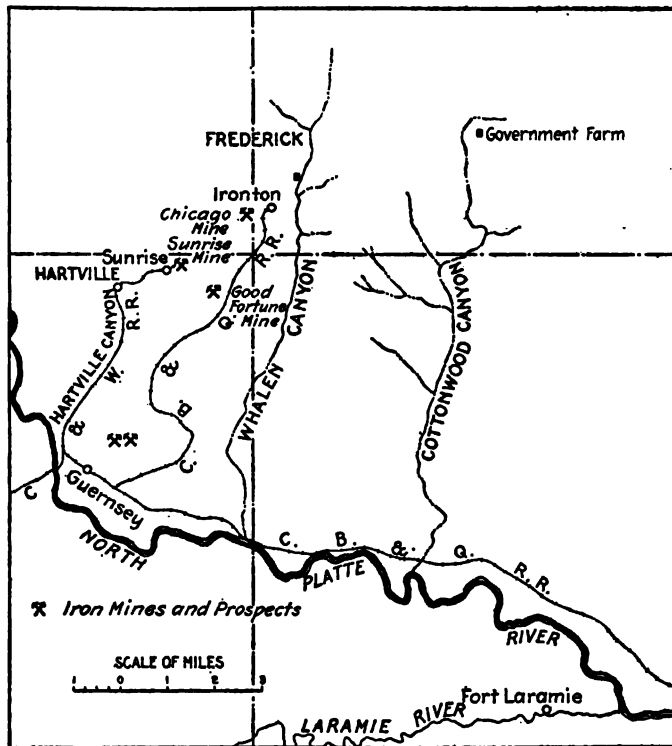 FREDERICK
Government Farm
Ironton
Chicago
Mine
Sunrise
Mine
Sunrise
HARTVILLE
R.R.
Good
Fortune
Mine
Q.
HARTVILLE CANYON
R.R.
W.
&
C
&
B.
C.
WHALEN CANYON
COTTONWOOD CANYON
Guernsey
NORTH
PLATTE
RIVER
C. B. & Q. R.R.
Iron Mines and Prospects
SCALE OF MILES
1 0 1 2 3
Fort Laramie
LARAMIE RIVER